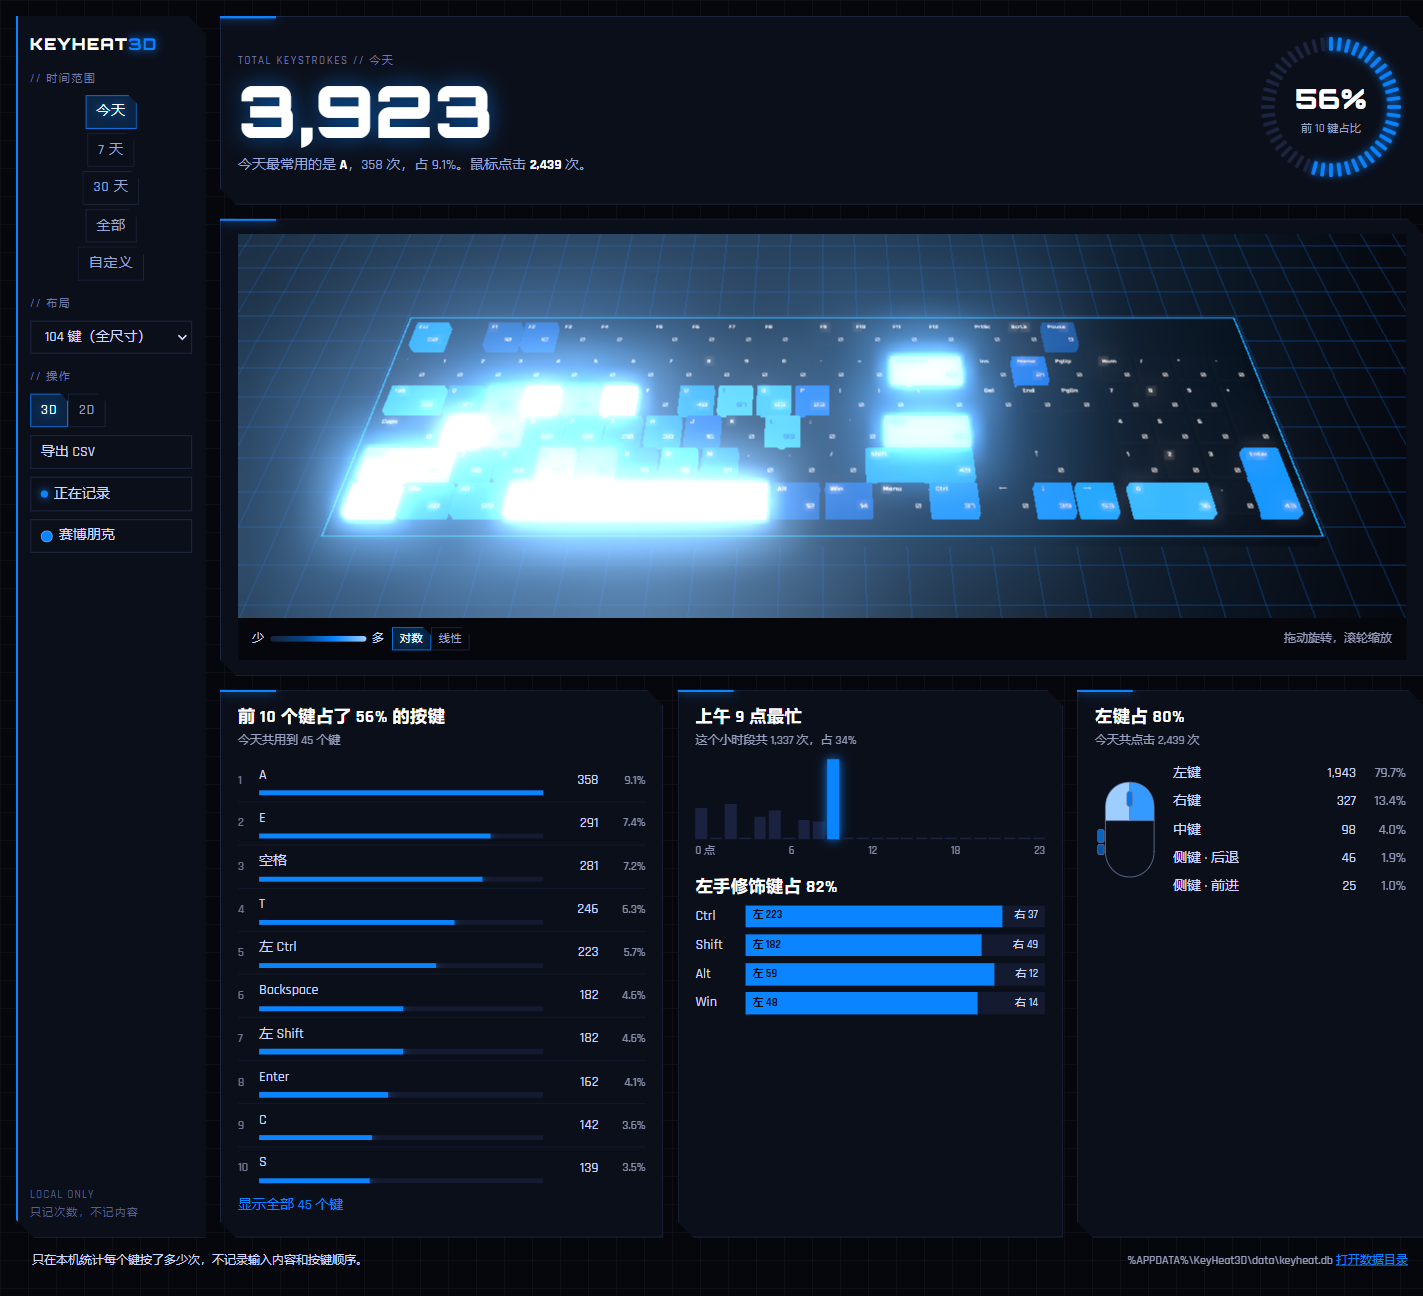 KEYHEAT3D
// 时间范围
今天
7 天
30 天
全部
自定义
// 布局
104 键（全尺寸）
// 操作
3D 2D
导出 CSV
正在记录
赛博朋克
LOCAL ONLY
只记次数，不记内容
TOTAL KEYSTROKES // 今天
3,923
今天最常用的是 A，358 次，占 9.1%。鼠标点击 2,439 次。
56%
前 10 键占比
少 多 对数 线性
拖动旋转，滚轮缩放
前 10 个键占了 56% 的按键
今天共用到 45 个键
1 A 358 9.1%
2 E 291 7.4%
3 空格 281 7.2%
4 T 246 6.3%
5 左 Ctrl 223 5.7%
6 Backspace 182 4.6%
7 左 Shift 182 4.6%
8 Enter 162 4.1%
9 C 142 3.6%
10 S 139 3.5%
显示全部 45 个键
上午 9 点最忙
这个小时段共 1,337 次，占 34%
0 点 6 12 18 23
左手修饰键占 82%
Ctrl 左 223 右 37
Shift 左 182 右 49
Alt 左 59 右 12
Win 左 48 右 14
左键占 80%
今天共点击 2,439 次
左键 1,943 79.7%
右键 327 13.4%
中键 98 4.0%
侧键 · 后退 46 1.9%
侧键 · 前进 25 1.0%
只在本机统计每个键按了多少次，不记录输入内容和按键顺序。
%APPDATA%\KeyHeat3D\data\keyheat.db 打开数据目录